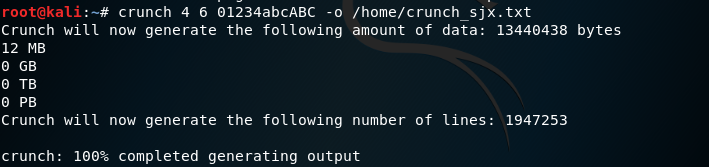 root@kali:~# crunch 4 6 01234abcABC -o /home/crunch_sjx.txt
Crunch will now generate the following amount of data: 13440438 bytes
12 MB
0 GB
0 TB
0 PB
Crunch will now generate the following number of lines: 1947253
crunch: 100% completed generating output